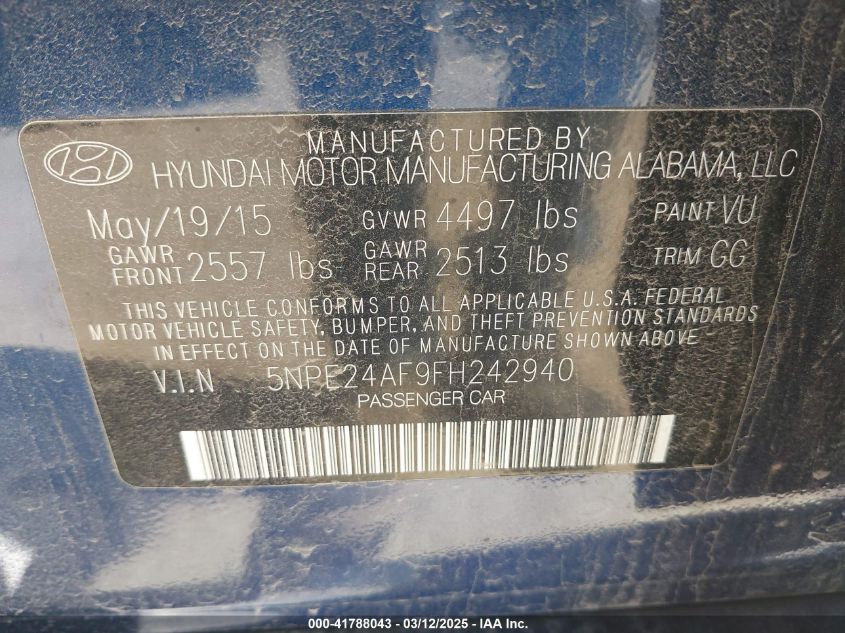 MANUFACTURED BY
HYUNDAI MOTOR MANUFACTURING ALABAMA, LLC
May/19/15 GVWR 4497 lbs PAINT VU
GAWR FRONT 2557 lbs GAWR REAR 2513 lbs TRIM GG
THIS VEHICLE CONFORMS TO ALL APPLICABLE U.S.A. FEDERAL
MOTOR VEHICLE SAFETY, BUMPER, AND THEFT PREVENTION STANDARDS
IN EFFECT ON THE DATE OF MANUFACTURE SHOWN ABOVE
V.I.N 5NPE24AF9FH242940
PASSENGER CAR
000-41788043 - 03/12/2025 - IAA Inc.